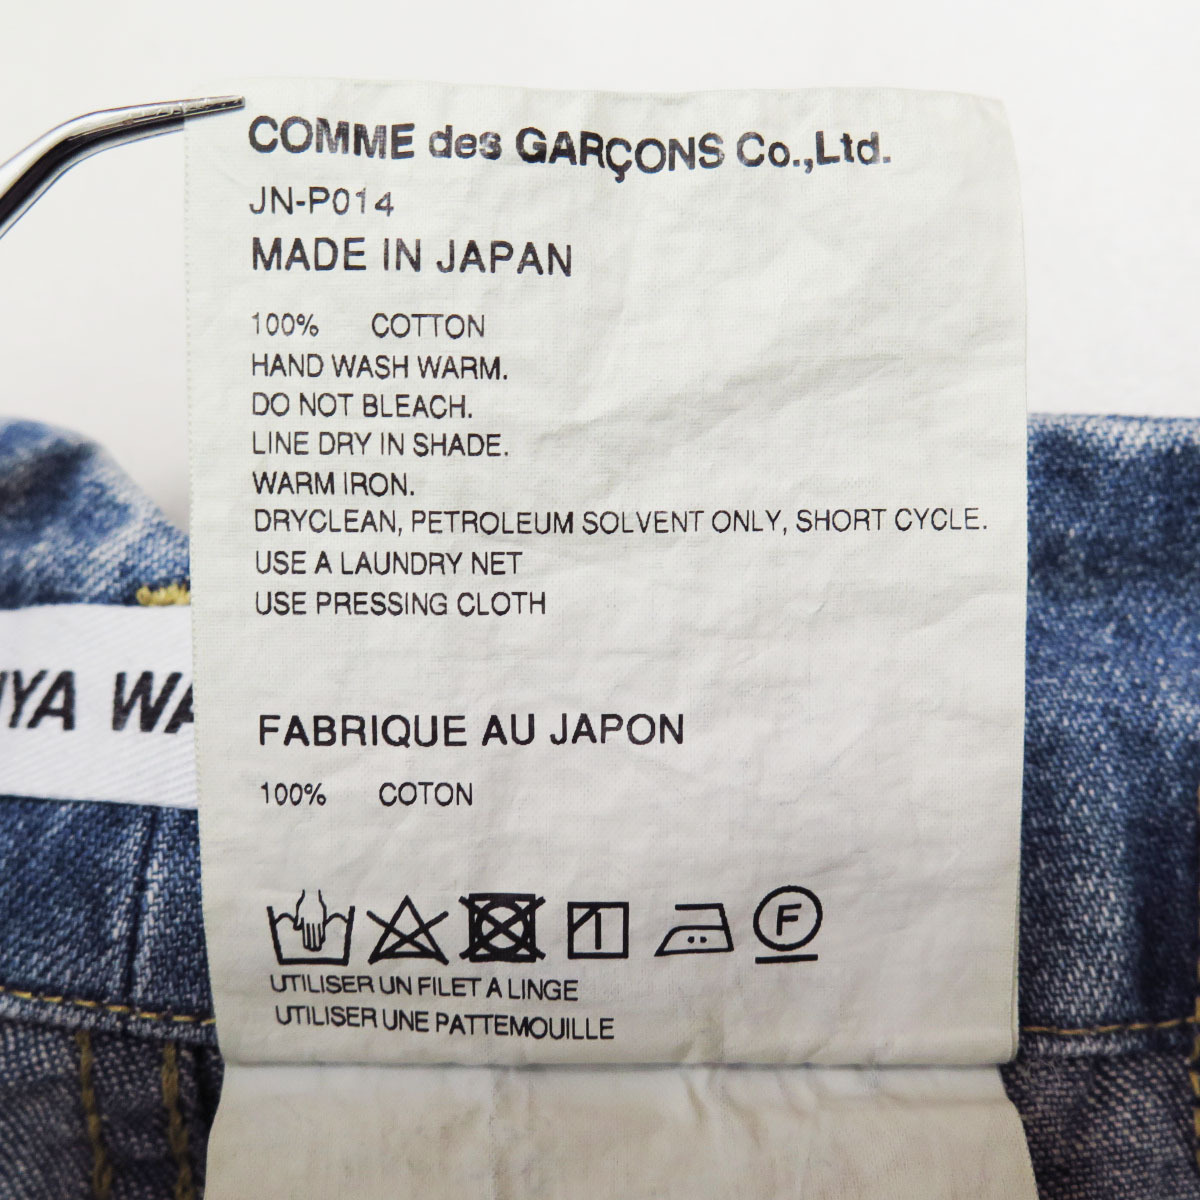 COMME des GARÇONS Co.,Ltd.
JN-P014
MADE IN JAPAN
100% COTTON
HAND WASH WARM.
DO NOT BLEACH.
LINE DRY IN SHADE.
WARM IRON.
DRYCLEAN, PETROLEUM SOLVENT ONLY, SHORT CYCLE.
USE A LAUNDRY NET
USE PRESSING CLOTH
YA WA
FABRIQUE AU JAPON
100% COTON
F
UTILISER UN FILET A LINGE
UTILISER UNE PATTEMOUILLE